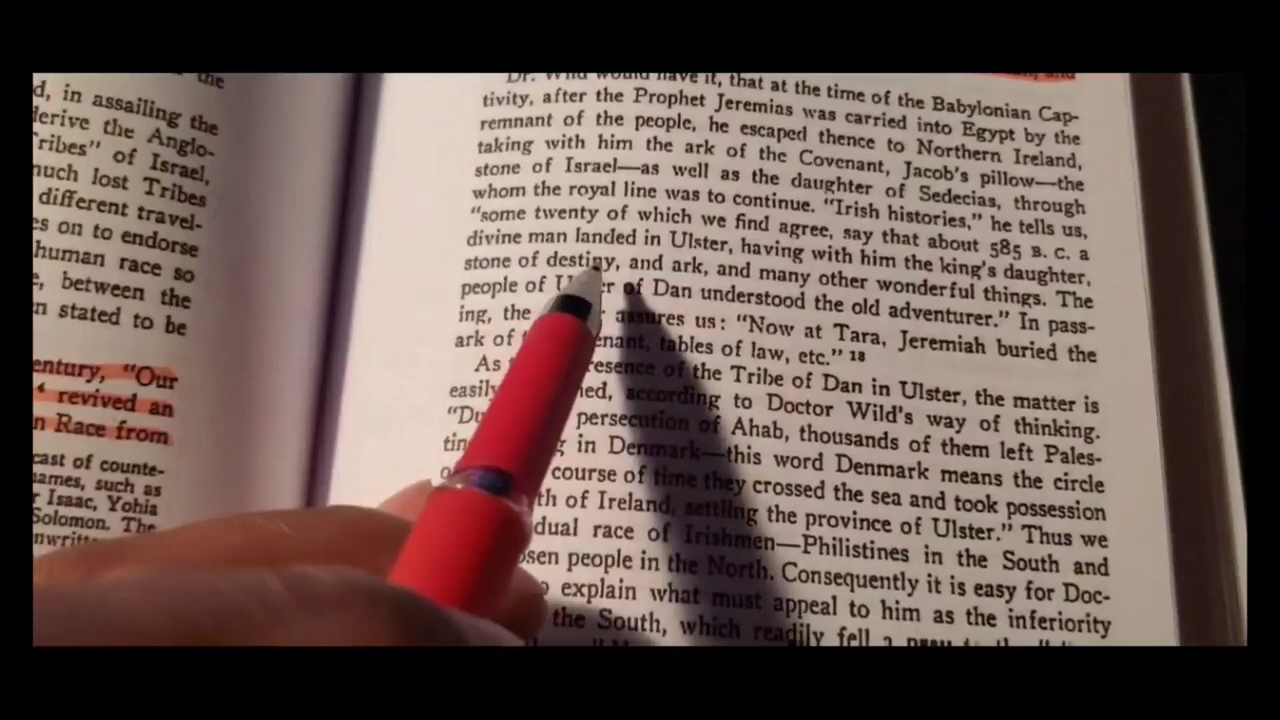 the
d, in assailing the
derive the Anglo-
Tribes" of Israel,
much lost Tribes
different travel-
es on to endorse
human race so
e, between the
n stated to be
entury, "Our
revived an
n Race from
cast of counte-
names, such as
r Isaac, Yohia
Solomon. The
and
Dr. Wild would have it, that at the time of the Babylonian Cap-
tivity, after the Prophet Jeremias was carried into Egypt by the
remnant of the people, he escaped thence to Northern Ireland,
taking with him the ark of the Covenant, Jacob's pillow—the
stone of Israel—as well as the daughter of Sedecias, through
whom the royal line was to continue. "Irish histories," he tells us,
"some twenty of which we find agree, say that about 585 B. C. a
divine man landed in Ulster, having with him the king's daughter,
stone of destiny, and ark, and many other wonderful things. The
people of of Dan understood the old adventurer." In pass-
ing, the assures us: "Now at Tara, Jeremiah buried the
ark of enant, tables of law, etc." 18
As resence of the Tribe of Dan in Ulster, the matter is
easily ned, according to Doctor Wild's way of thinking.
"Du persecution of Ahab, thousands of them left Pales-
tin g in Denmark—this word Denmark means the circle
course of time they crossed the sea and took possession
th of Ireland, settling the province of Ulster." Thus we
dual race of Irishmen—Philistines in the South and
osen people in the North. Consequently it is easy for Doc-
explain what must appeal to him as the inferiority
the South, which readily fell a